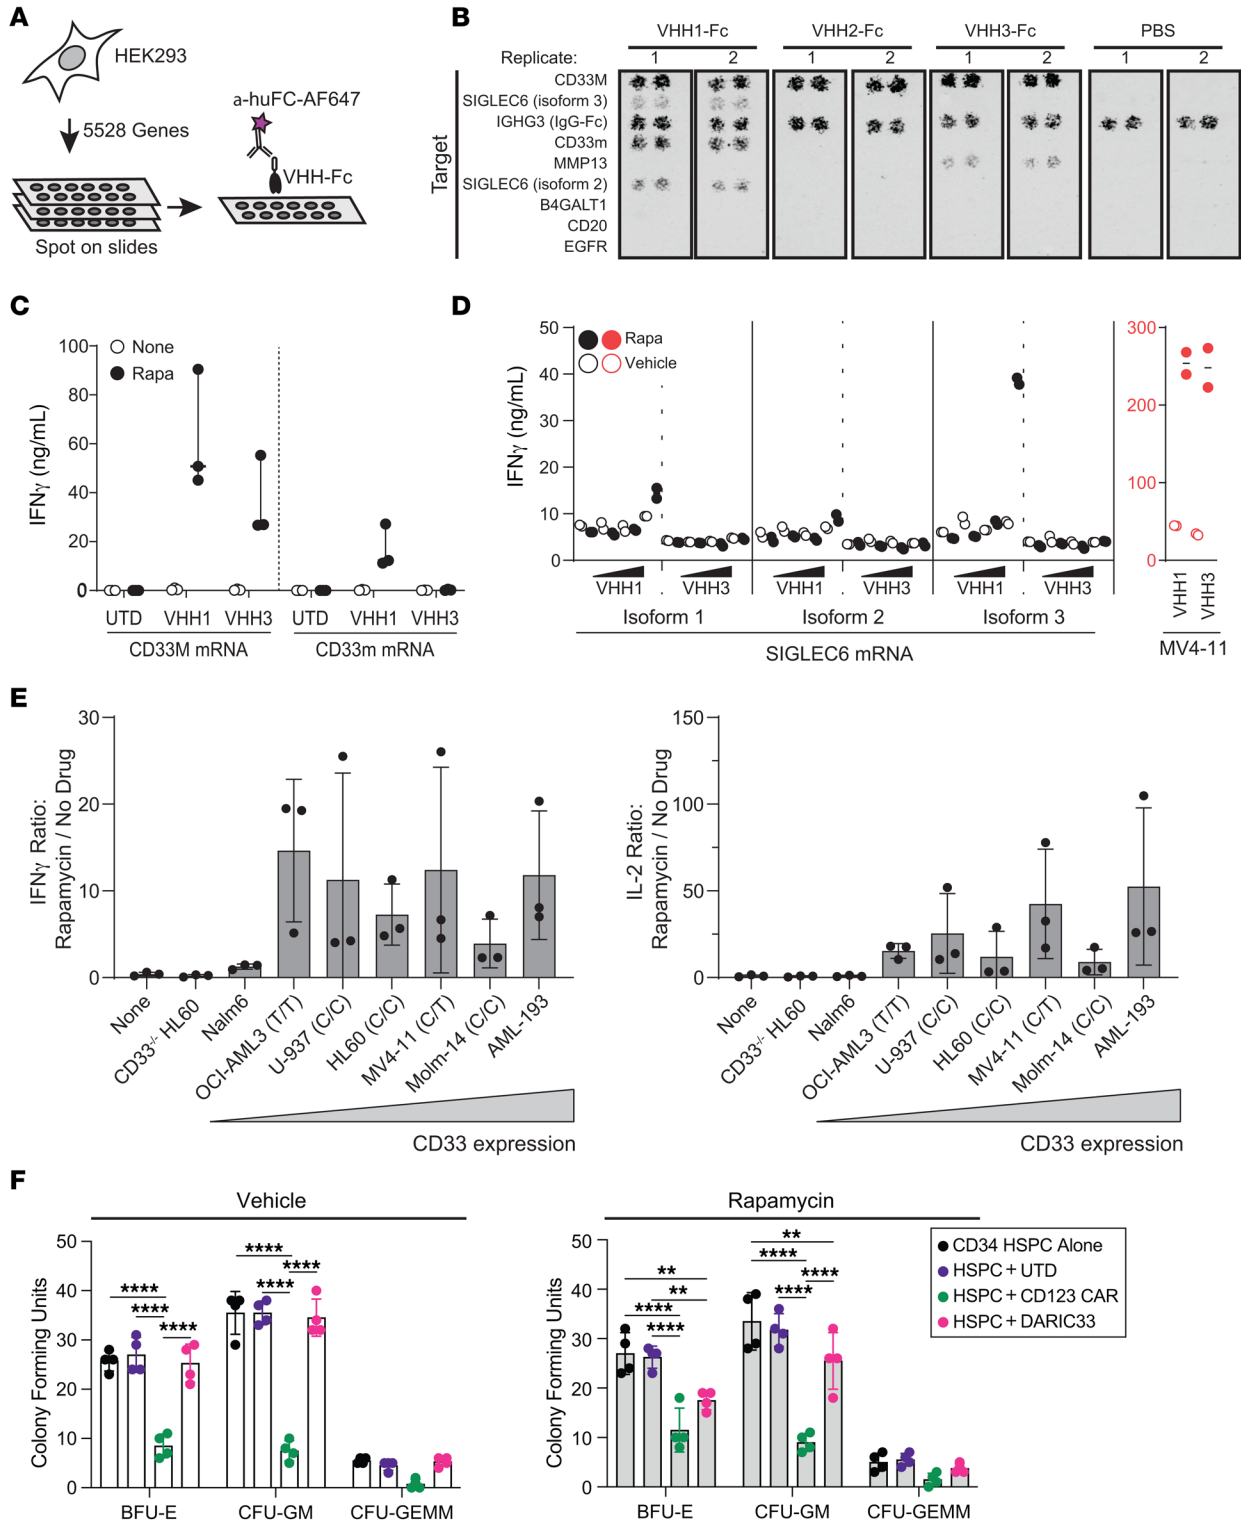 A
HEK293
5528 Genes
Spot on slides
a-huFC-AF647
VHH-Fc
B
VHH1-Fc VHH2-Fc VHH3-Fc PBS
Replicate: 1 2 1 2 1 2 1 2
Target
CD33M
SIGLEC6 (isoform 3)
IGHG3 (IgG-Fc)
CD33m
MMP13
SIGLEC6 (isoform 2)
B4GALT1
CD20
EGFR
C
IFNγ (ng/mL)
100
80
60
40
20
0
None
Rapa
UTD VHH1 VHH3 UTD VHH1 VHH3
CD33M mRNA CD33m mRNA
D
IFNγ (ng/mL)
50
40
30
20
10
0
Rapa
Vehicle
300
200
100
0
VHH1 VHH3 VHH1 VHH3 VHH1 VHH3
Isoform 1 Isoform 2 Isoform 3
SIGLEC6 mRNA
VHH1
VHH3
MV4-11
E
IFNγ Ratio:
Rapamycin / No Drug
30
20
10
0
None
CD33-/- HL60
Nalm6
OCI-AML3 (T/T)
U-937 (C/C)
HL60 (C/C)
MV4-11 (C/T)
Molm-14 (C/C)
AML-193
CD33 expression
IL-2 Ratio:
Rapamycin / No Drug
150
100
50
0
None
CD33-/- HL60
Nalm6
OCI-AML3 (T/T)
U-937 (C/C)
HL60 (C/C)
MV4-11 (C/T)
Molm-14 (C/C)
AML-193
CD33 expression
F
Vehicle
Colony Forming Units
50
40
30
20
10
0
****
****
****
****
****
****
BFU-E CFU-GM CFU-GEMM
Rapamycin
Colony Forming Units
50
40
30
20
10
0
**
**
****
****
**
****
****
****
BFU-E CFU-GM CFU-GEMM
CD34 HSPC Alone
HSPC + UTD
HSPC + CD123 CAR
HSPC + DARIC33